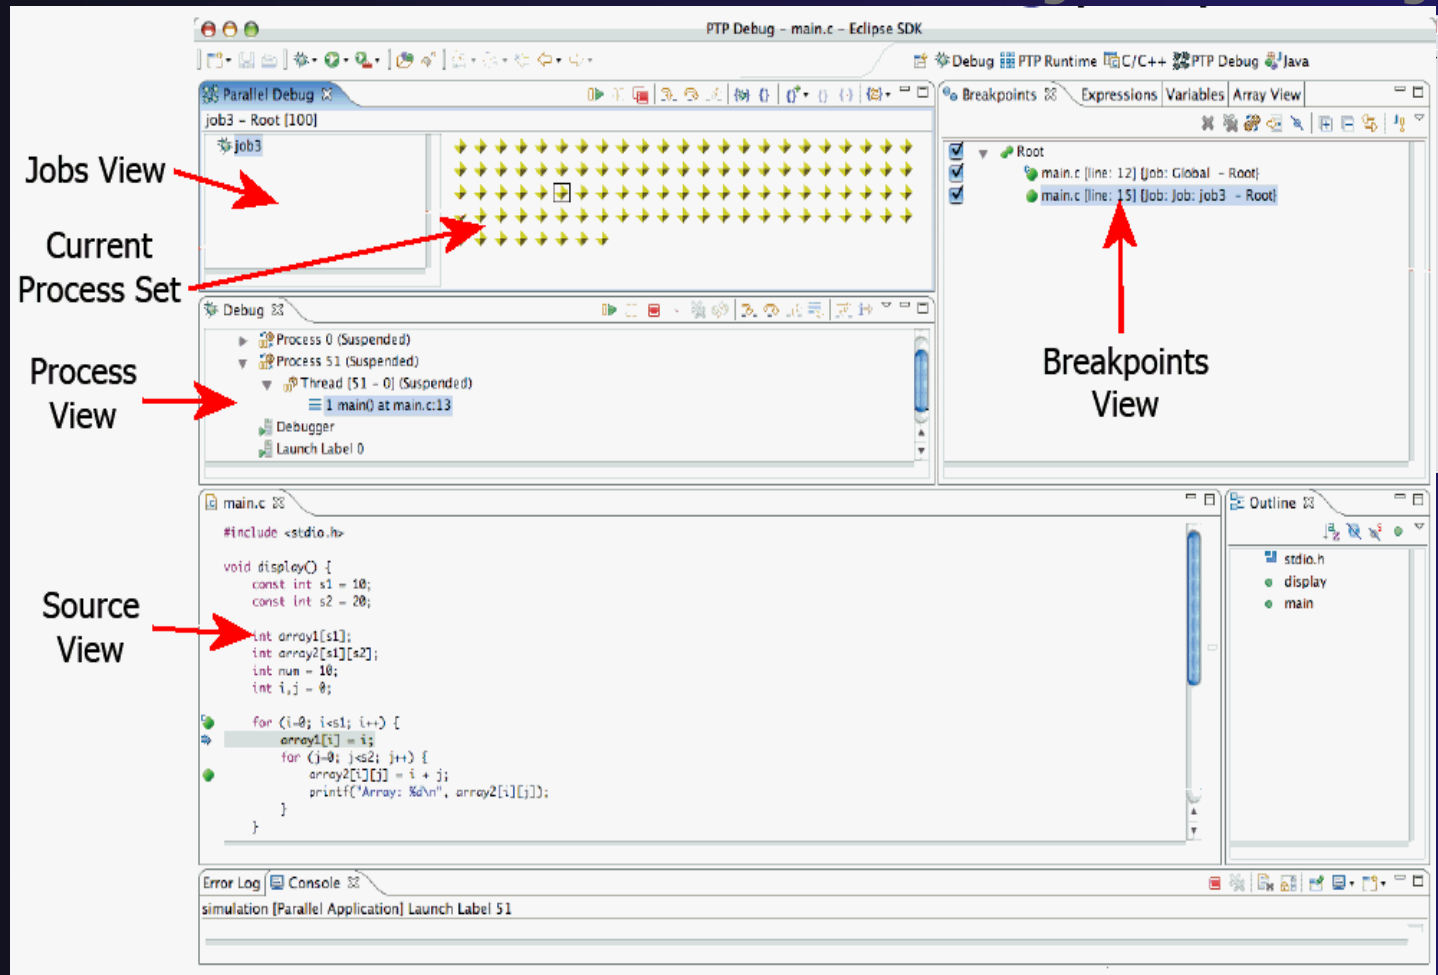 PTP Debug - main.c - Eclipse SDK
Debug PTP Runtime C/C++ PTP Debug Java
Parallel Debug
Breakpoints Expressions Variables Array View
job3 - Root [100]
job3
Root
main.c [line: 12] {Job: Global - Root}
main.c [line: 15] {Job: Job: job3 - Root}
Jobs View
Current
Process Set
Debug
Process 0 (Suspended)
Process 51 (Suspended)
Thread [51 - 0] (Suspended)
1 main() at main.c:13
Debugger
Launch Label 0
Process
View
Breakpoints
View
main.c
Outline
#include <stdio.h>
void display() {
const int s1 = 10;
const int s2 = 20;
int array1[s1];
int array2[s1][s2];
int num = 10;
int i,j = 0;
for (i=0; i<s1; i++) {
array1[i] = i;
for (j=0; j<s2; j++) {
array2[i][j] = i + j;
printf("Array: %d\n", array2[i][j]);
}
}
Source
View
stdio.h
display
main
Error Log Console
simulation [Parallel Application] Launch Label 51